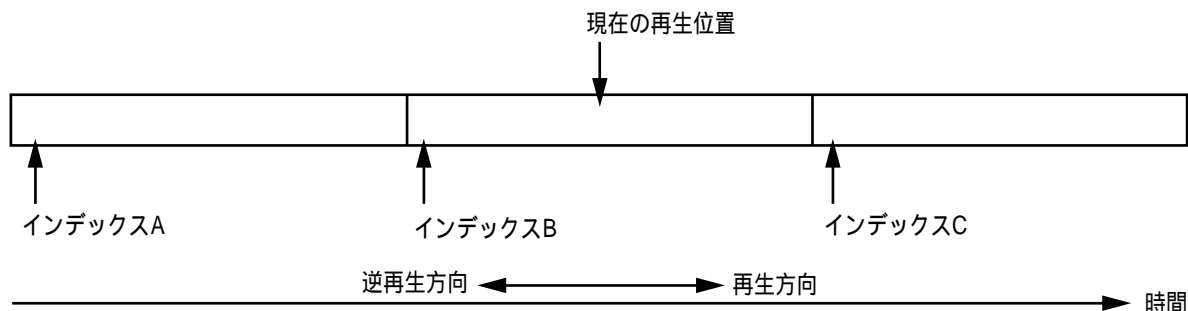 現在の再生位置
インデックスA
インデックスB
インデックスC
逆再生方向
再生方向
時間